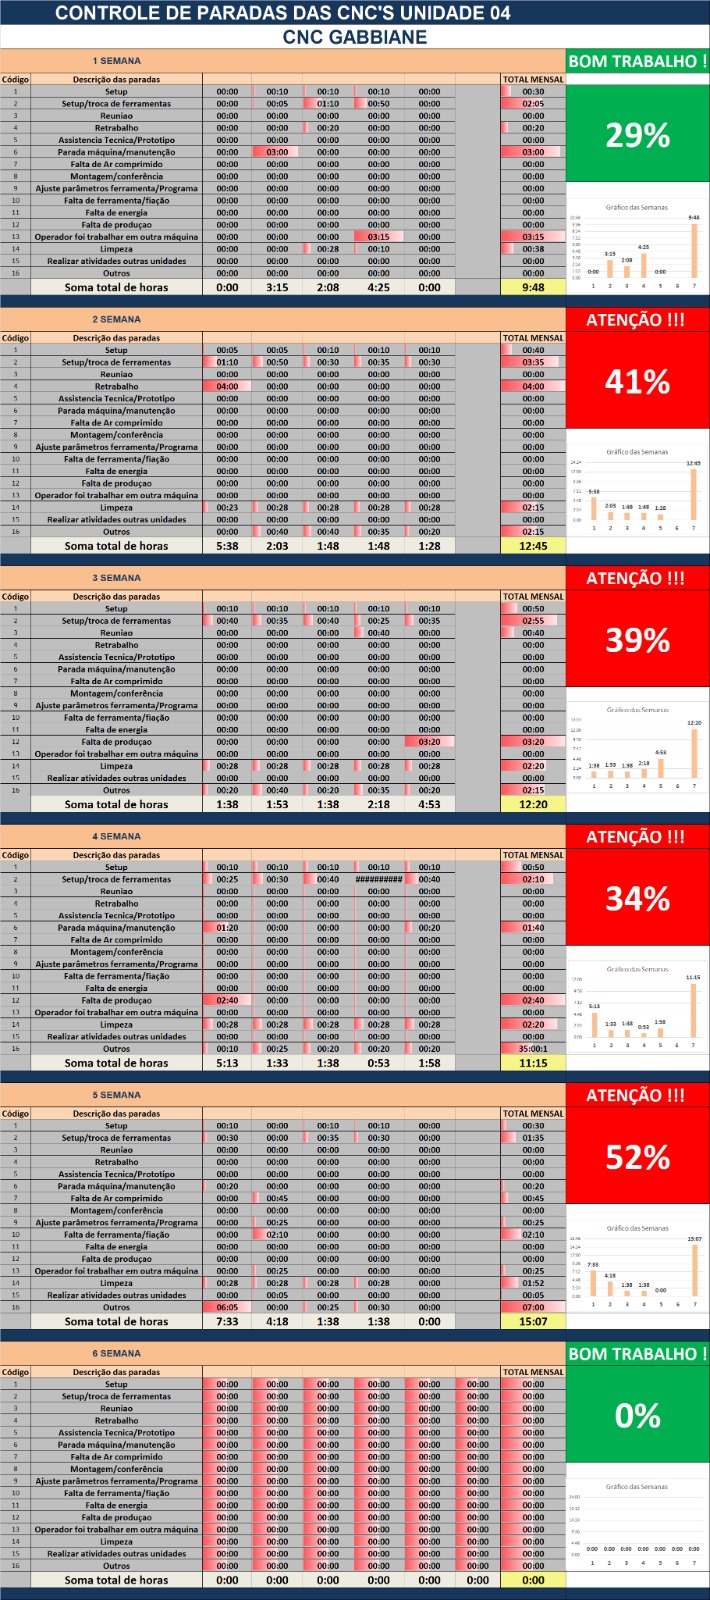 CONTROLE DE PARADAS DAS CNC'S UNIDADE 04
CNC GABBIANE
1 SEMANA BOM TRABALHO !
Código Descrição das paradas TOTAL MENSAL
1 Setup 00:00 00:10 00:10 00:10 00:00 00:30
2 Setup/troca de ferramentas 00:00 00:05 01:10 00:50 00:00 02:05
3 Reuniao 00:00 00:00 00:00 00:00 00:00 00:00
4 Retrabalho 00:00 00:00 00:20 00:00 00:00 00:20
5 Assistencia Tecnica/Prototipo 00:00 00:00 00:00 00:00 00:00 00:00
6 Parada máquina/manutenção 00:00 03:00 00:00 00:00 00:00 03:00
7 Falta de Ar comprimido 00:00 00:00 00:00 00:00 00:00 00:00
8 Montagem/conferência 00:00 00:00 00:00 00:00 00:00 00:00
9 Ajuste parâmetros ferramenta/Programa 00:00 00:00 00:00 00:00 00:00 00:00
10 Falta de ferramenta/fiação 00:00 00:00 00:00 00:00 00:00 00:00
11 Falta de energia 00:00 00:00 00:00 00:00 00:00 00:00
12 Falta de produçao 00:00 00:00 00:00 00:00 00:00 00:00
13 Operador foi trabalhar em outra máquina 00:00 00:00 00:00 03:15 00:00 03:15
14 Limpeza 00:00 00:00 00:28 00:10 00:00 00:38
15 Realizar atividades outras unidades 00:00 00:00 00:00 00:00 00:00 00:00
16 Outros 00:00 00:00 00:00 00:00 00:00 00:00
Soma total de horas 0:00 3:15 2:08 4:25 0:00 9:48
29%
Gráfico das Semanas
0:00 3:15 2:08 4:25 0:00 9:48
1 2 3 4 5 6 7
2 SEMANA ATENÇÃO !!!
Código Descrição das paradas TOTAL MENSAL
1 Setup 00:05 00:05 00:10 00:10 00:10 00:40
2 Setup/troca de ferramentas 01:10 00:50 00:30 00:35 00:30 03:35
3 Reuniao 00:00 00:00 00:00 00:00 00:00 00:00
4 Retrabalho 04:00 00:00 00:00 00:00 00:00 04:00
5 Assistencia Tecnica/Prototipo 00:00 00:00 00:00 00:00 00:00 00:00
6 Parada máquina/manutenção 00:00 00:00 00:00 00:00 00:00 00:00
7 Falta de Ar comprimido 00:00 00:00 00:00 00:00 00:00 00:00
8 Montagem/conferência 00:00 00:00 00:00 00:00 00:00 00:00
9 Ajuste parâmetros ferramenta/Programa 00:00 00:00 00:00 00:00 00:00 00:00
10 Falta de ferramenta/fiação 00:00 00:00 00:00 00:00 00:00 00:00
11 Falta de energia 00:00 00:00 00:00 00:00 00:00 00:00
12 Falta de produçao 00:00 00:00 00:00 00:00 00:00 00:00
13 Operador foi trabalhar em outra máquina 00:00 00:00 00:00 00:00 00:00 00:00
14 Limpeza 00:23 00:28 00:28 00:28 00:28 02:15
15 Realizar atividades outras unidades 00:00 00:00 00:00 00:00 00:00 00:00
16 Outros 00:00 00:40 00:40 00:35 00:20 02:15
Soma total de horas 5:38 2:03 1:48 1:48 1:28 12:45
41%
Gráfico das Semanas
5:38 2:03 1:48 1:48 1:28 12:45
1 2 3 4 5 6 7
3 SEMANA ATENÇÃO !!!
Código Descrição das paradas TOTAL MENSAL
1 Setup 00:10 00:10 00:10 00:10 00:10 00:50
2 Setup/troca de ferramentas 00:40 00:35 00:40 00:25 00:35 02:55
3 Reuniao 00:00 00:00 00:00 00:40 00:00 00:40
4 Retrabalho 00:00 00:00 00:00 00:00 00:00 00:00
5 Assistencia Tecnica/Prototipo 00:00 00:00 00:00 00:00 00:00 00:00
6 Parada máquina/manutenção 00:00 00:00 00:00 00:00 00:00 00:00
7 Falta de Ar comprimido 00:00 00:00 00:00 00:00 00:00 00:00
8 Montagem/conferência 00:00 00:00 00:00 00:00 00:00 00:00
9 Ajuste parâmetros ferramenta/Programa 00:00 00:00 00:00 00:00 00:00 00:00
10 Falta de ferramenta/fiação 00:00 00:00 00:00 00:00 00:00 00:00
11 Falta de energia 00:00 00:00 00:00 00:00 00:00 00:00
12 Falta de produçao 00:00 00:00 00:00 00:00 03:20 03:20
13 Operador foi trabalhar em outra máquina 00:00 00:00 00:00 00:00 00:00 00:00
14 Limpeza 00:28 00:28 00:28 00:28 00:28 02:20
15 Realizar atividades outras unidades 00:00 00:00 00:00 00:00 00:00 00:00
16 Outros 00:20 00:40 00:20 00:35 00:20 02:15
Soma total de horas 1:38 1:53 1:38 2:18 4:53 12:20
39%
Gráfico das Semanas
1:38 1:53 1:38 2:18 4:53 12:20
1 2 3 4 5 6 7
4 SEMANA ATENÇÃO !!!
Código Descrição das paradas TOTAL MENSAL
1 Setup 00:10 00:10 00:10 00:10 00:10 00:50
2 Setup/troca de ferramentas 00:25 00:30 00:40 ########## 00:40 02:10
3 Reuniao 00:00 00:00 00:00 00:00 00:00 00:00
4 Retrabalho 00:00 00:00 00:00 00:00 00:00 00:00
5 Assistencia Tecnica/Prototipo 00:00 00:00 00:00 00:00 00:00 00:00
6 Parada máquina/manutenção 01:20 00:00 00:00 00:00 00:20 01:40
7 Falta de Ar comprimido 00:00 00:00 00:00 00:00 00:00 00:00
8 Montagem/conferência 00:00 00:00 00:00 00:00 00:00 00:00
9 Ajuste parâmetros ferramenta/Programa 00:00 00:00 00:00 00:00 00:00 00:00
10 Falta de ferramenta/fiação 00:00 00:00 00:00 00:00 00:00 00:00
11 Falta de energia 00:00 00:00 00:00 00:00 00:00 00:00
12 Falta de produçao 02:40 00:00 00:00 00:00 00:00 02:40
13 Operador foi trabalhar em outra máquina 00:00 00:00 00:00 00:00 00:00 00:00
14 Limpeza 00:28 00:28 00:28 00:28 00:28 02:20
15 Realizar atividades outras unidades 00:00 00:00 00:00 00:00 00:00 00:00
16 Outros 00:10 00:25 00:20 00:20 00:20 35:00:1
Soma total de horas 5:13 1:33 1:38 0:53 1:58 11:15
34%
Gráfico das Semanas
5:13 1:33 1:38 0:53 1:58 11:15
1 2 3 4 5 6 7
5 SEMANA ATENÇÃO !!!
Código Descrição das paradas TOTAL MENSAL
1 Setup 00:10 00:00 00:10 00:10 00:00 00:30
2 Setup/troca de ferramentas 00:30 00:00 00:35 00:30 00:00 01:35
3 Reuniao 00:00 00:00 00:00 00:00 00:00 00:00
4 Retrabalho 00:00 00:00 00:00 00:00 00:00 00:00
5 Assistencia Tecnica/Prototipo 00:00 00:00 00:00 00:00 00:00 00:00
6 Parada máquina/manutenção 00:20 00:00 00:00 00:00 00:00 00:20
7 Falta de Ar comprimido 00:00 00:45 00:00 00:00 00:00 00:45
8 Montagem/conferência 00:00 00:00 00:00 00:00 00:00 00:00
9 Ajuste parâmetros ferramenta/Programa 00:00 00:25 00:00 00:00 00:00 00:25
10 Falta de ferramenta/fiação 00:00 02:10 00:00 00:00 00:00 02:10
11 Falta de energia 00:00 00:00 00:00 00:00 00:00 00:00
12 Falta de produçao 00:00 00:00 00:00 00:00 00:00 00:00
13 Operador foi trabalhar em outra máquina 00:00 00:25 00:00 00:00 00:00 00:25
14 Limpeza 00:28 00:28 00:28 00:28 00:00 01:52
15 Realizar atividades outras unidades 00:00 00:05 00:00 00:00 00:00 00:05
16 Outros 06:05 00:00 00:25 00:30 00:00 07:00
Soma total de horas 7:33 4:18 1:38 1:38 0:00 15:07
52%
Gráfico das Semanas
7:33 4:18 1:38 1:38 0:00 15:07
1 2 3 4 5 6 7
6 SEMANA BOM TRABALHO !
Código Descrição das paradas TOTAL MENSAL
1 Setup 00:00 00:00 00:00 00:00 00:00 00:00 00:00
2 Setup/troca de ferramentas 00:00 00:00 00:00 00:00 00:00 00:00 00:00
3 Reuniao 00:00 00:00 00:00 00:00 00:00 00:00 00:00
4 Retrabalho 00:00 00:00 00:00 00:00 00:00 00:00 00:00
5 Assistencia Tecnica/Prototipo 00:00 00:00 00:00 00:00 00:00 00:00 00:00
6 Parada máquina/manutenção 00:00 00:00 00:00 00:00 00:00 00:00 00:00
7 Falta de Ar comprimido 00:00 00:00 00:00 00:00 00:00 00:00 00:00
8 Montagem/conferência 00:00 00:00 00:00 00:00 00:00 00:00 00:00
9 Ajuste parâmetros ferramenta/Programa 00:00 00:00 00:00 00:00 00:00 00:00 00:00
10 Falta de ferramenta/fiação 00:00 00:00 00:00 00:00 00:00 00:00 00:00
11 Falta de energia 00:00 00:00 00:00 00:00 00:00 00:00 00:00
12 Falta de produçao 00:00 00:00 00:00 00:00 00:00 00:00 00:00
13 Operador foi trabalhar em outra máquina 00:00 00:00 00:00 00:00 00:00 00:00 00:00
14 Limpeza 00:00 00:00 00:00 00:00 00:00 00:00 00:00
15 Realizar atividades outras unidades 00:00 00:00 00:00 00:00 00:00 00:00 00:00
16 Outros 00:00 00:00 00:00 00:00 00:00 00:00 00:00
Soma total de horas 0:00 0:00 0:00 0:00 0:00 0:00 0:00
0%
Gráfico das Semanas
0:00 0:00 0:00 0:00 0:00 0:00 0:00
1 2 3 4 5 6 7